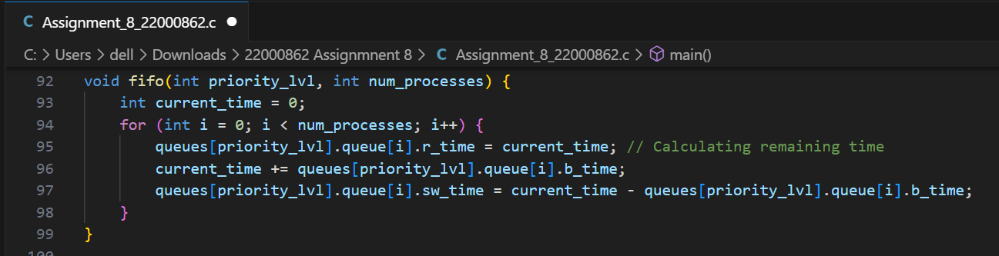 C Assignment_8_22000862.c ●
C: > Users > dell > Downloads > 22000862 Assignmnent 8 > C Assignment_8_22000862.c > main()
92 void fifo(int priority_lvl, int num_processes) {
93     int current_time = 0;
94     for (int i = 0; i < num_processes; i++) {
95         queues[priority_lvl].queue[i].r_time = current_time; // Calculating remaining time
96         current_time += queues[priority_lvl].queue[i].b_time;
97         queues[priority_lvl].queue[i].sw_time = current_time - queues[priority_lvl].queue[i].b_time;
98     }
99 }
100